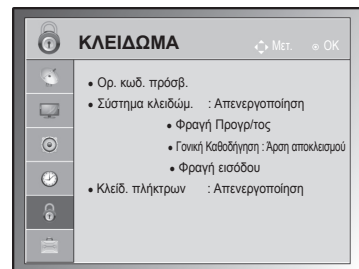 ΚΛΕΙΔΩΜΑ Μετ. OK
• Ορ. κωδ. πρόσβ.
• Σύστημα κλειδώμ. : Απενεργοποίηση
• Φραγή Προγρ/τος
• Γονική Καθοδήγηση : Άρση αποκλεισμού
• Φραγή εισόδου
• Κλείδ. πλήκτρων : Απενεργοποίηση